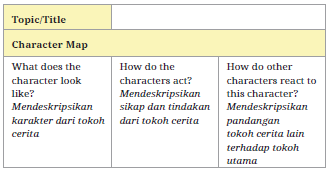 Topic/Title
Character Map
What does the
character look
like?
Mendeskripsikan
karakter dari tokoh
cerita
How do the
characters act?
Mendeskripsikan
sikap dan tindakan
dari tokoh cerita
How do other
characters react to
this character?
Mendeskripsikan
pandangan
tokoh cerita lain
terhadap tokoh
utama